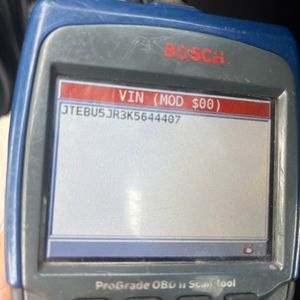 BOSCH
VIN (MOD $00)
JTEBU5JR3K5644407
ProGrade OBD II Scan Tool